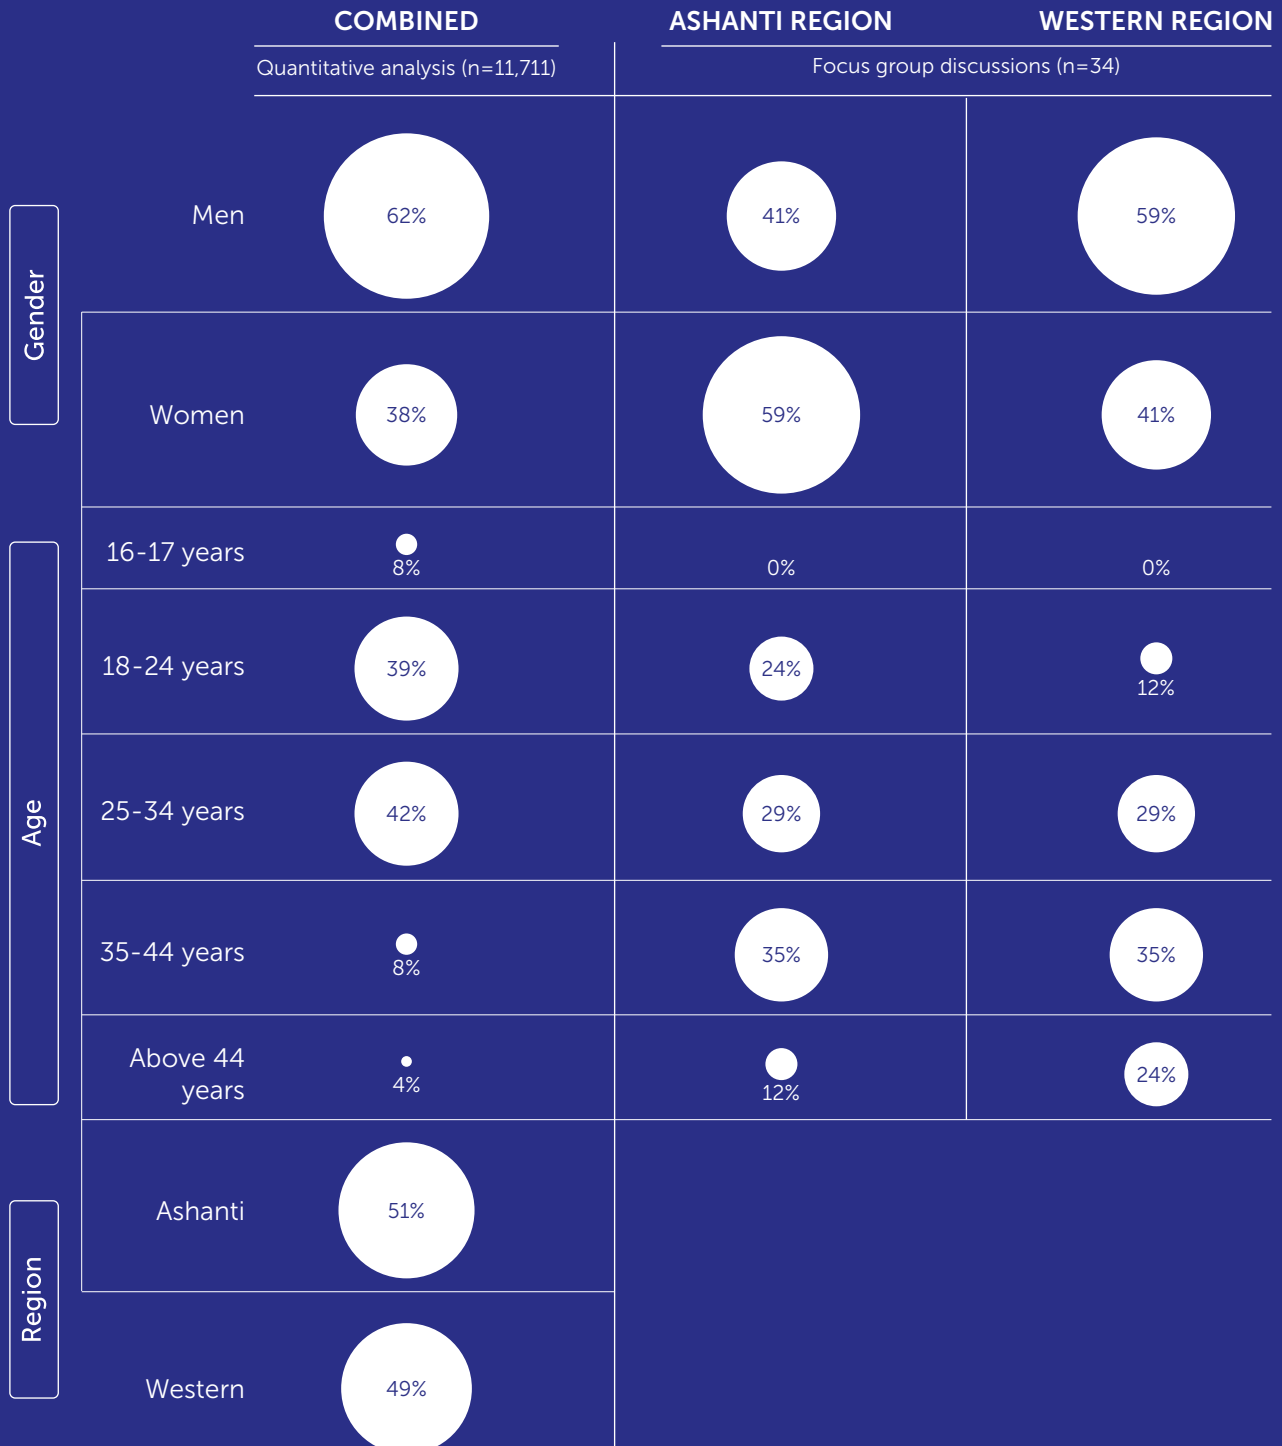 COMBINED
ASHANTI REGION
WESTERN REGION
Quantitative analysis (n=11,711)
Focus group discussions (n=34)
Gender
Men
62%
41%
59%
Women
38%
59%
41%
Age
16-17 years
8%
0%
0%
18-24 years
39%
24%
12%
25-34 years
42%
29%
29%
35-44 years
8%
35%
35%
Above 44
years
4%
12%
24%
Region
Ashanti
51%
Western
49%